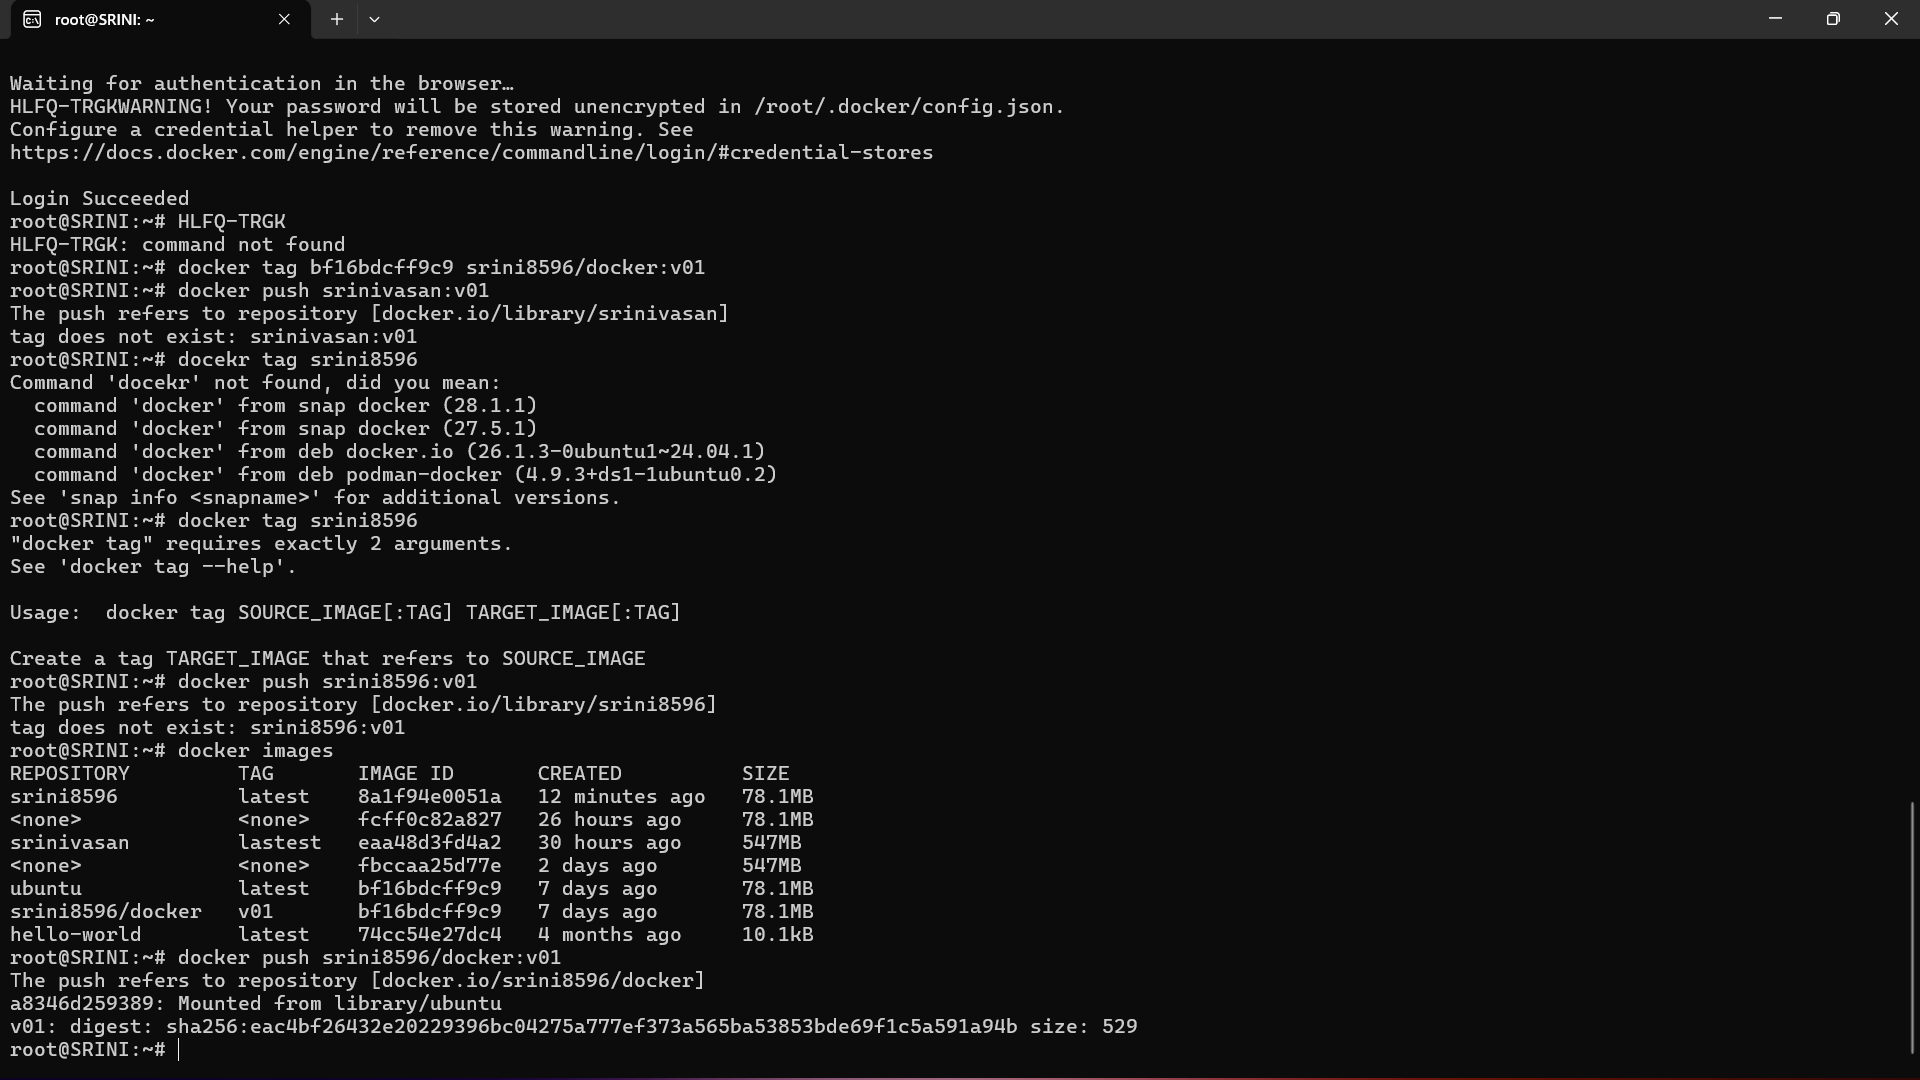 root@SRINI: ~
Waiting for authentication in the browser…
HLFQ-TRGKWARNING! Your password will be stored unencrypted in /root/.docker/config.json.
Configure a credential helper to remove this warning. See
https://docs.docker.com/engine/reference/commandline/login/#credential-stores

Login Succeeded
root@SRINI:~# HLFQ-TRGK
HLFQ-TRGK: command not found
root@SRINI:~# docker tag bf16bdcff9c9 srini8596/docker:v01
root@SRINI:~# docker push srinivasan:v01
The push refers to repository [docker.io/library/srinivasan]
tag does not exist: srinivasan:v01
root@SRINI:~# docekr tag srini8596
Command 'docekr' not found, did you mean:
  command 'docker' from snap docker (28.1.1)
  command 'docker' from snap docker (27.5.1)
  command 'docker' from deb docker.io (26.1.3-0ubuntu1~24.04.1)
  command 'docker' from deb podman-docker (4.9.3+ds1-1ubuntu0.2)
See 'snap info <snapname>' for additional versions.
root@SRINI:~# docker tag srini8596
"docker tag" requires exactly 2 arguments.
See 'docker tag --help'.

Usage:  docker tag SOURCE_IMAGE[:TAG] TARGET_IMAGE[:TAG]

Create a tag TARGET_IMAGE that refers to SOURCE_IMAGE
root@SRINI:~# docker push srini8596:v01
The push refers to repository [docker.io/library/srini8596]
tag does not exist: srini8596:v01
root@SRINI:~# docker images
REPOSITORY         TAG       IMAGE ID       CREATED          SIZE
srini8596          latest    8a1f94e0051a   12 minutes ago   78.1MB
<none>             <none>    fcff0c82a827   26 hours ago     78.1MB
srinivasan         lastest   eaa48d3fd4a2   30 hours ago     547MB
<none>             <none>    fbccaa25d77e   2 days ago       547MB
ubuntu             latest    bf16bdcff9c9   7 days ago       78.1MB
srini8596/docker   v01       bf16bdcff9c9   7 days ago       78.1MB
hello-world        latest    74cc54e27dc4   4 months ago     10.1kB
root@SRINI:~# docker push srini8596/docker:v01
The push refers to repository [docker.io/srini8596/docker]
a8346d259389: Mounted from library/ubuntu
v01: digest: sha256:eac4bf26432e20229396bc04275a777ef373a565ba53853bde69f1c5a591a94b size: 529
root@SRINI:~#